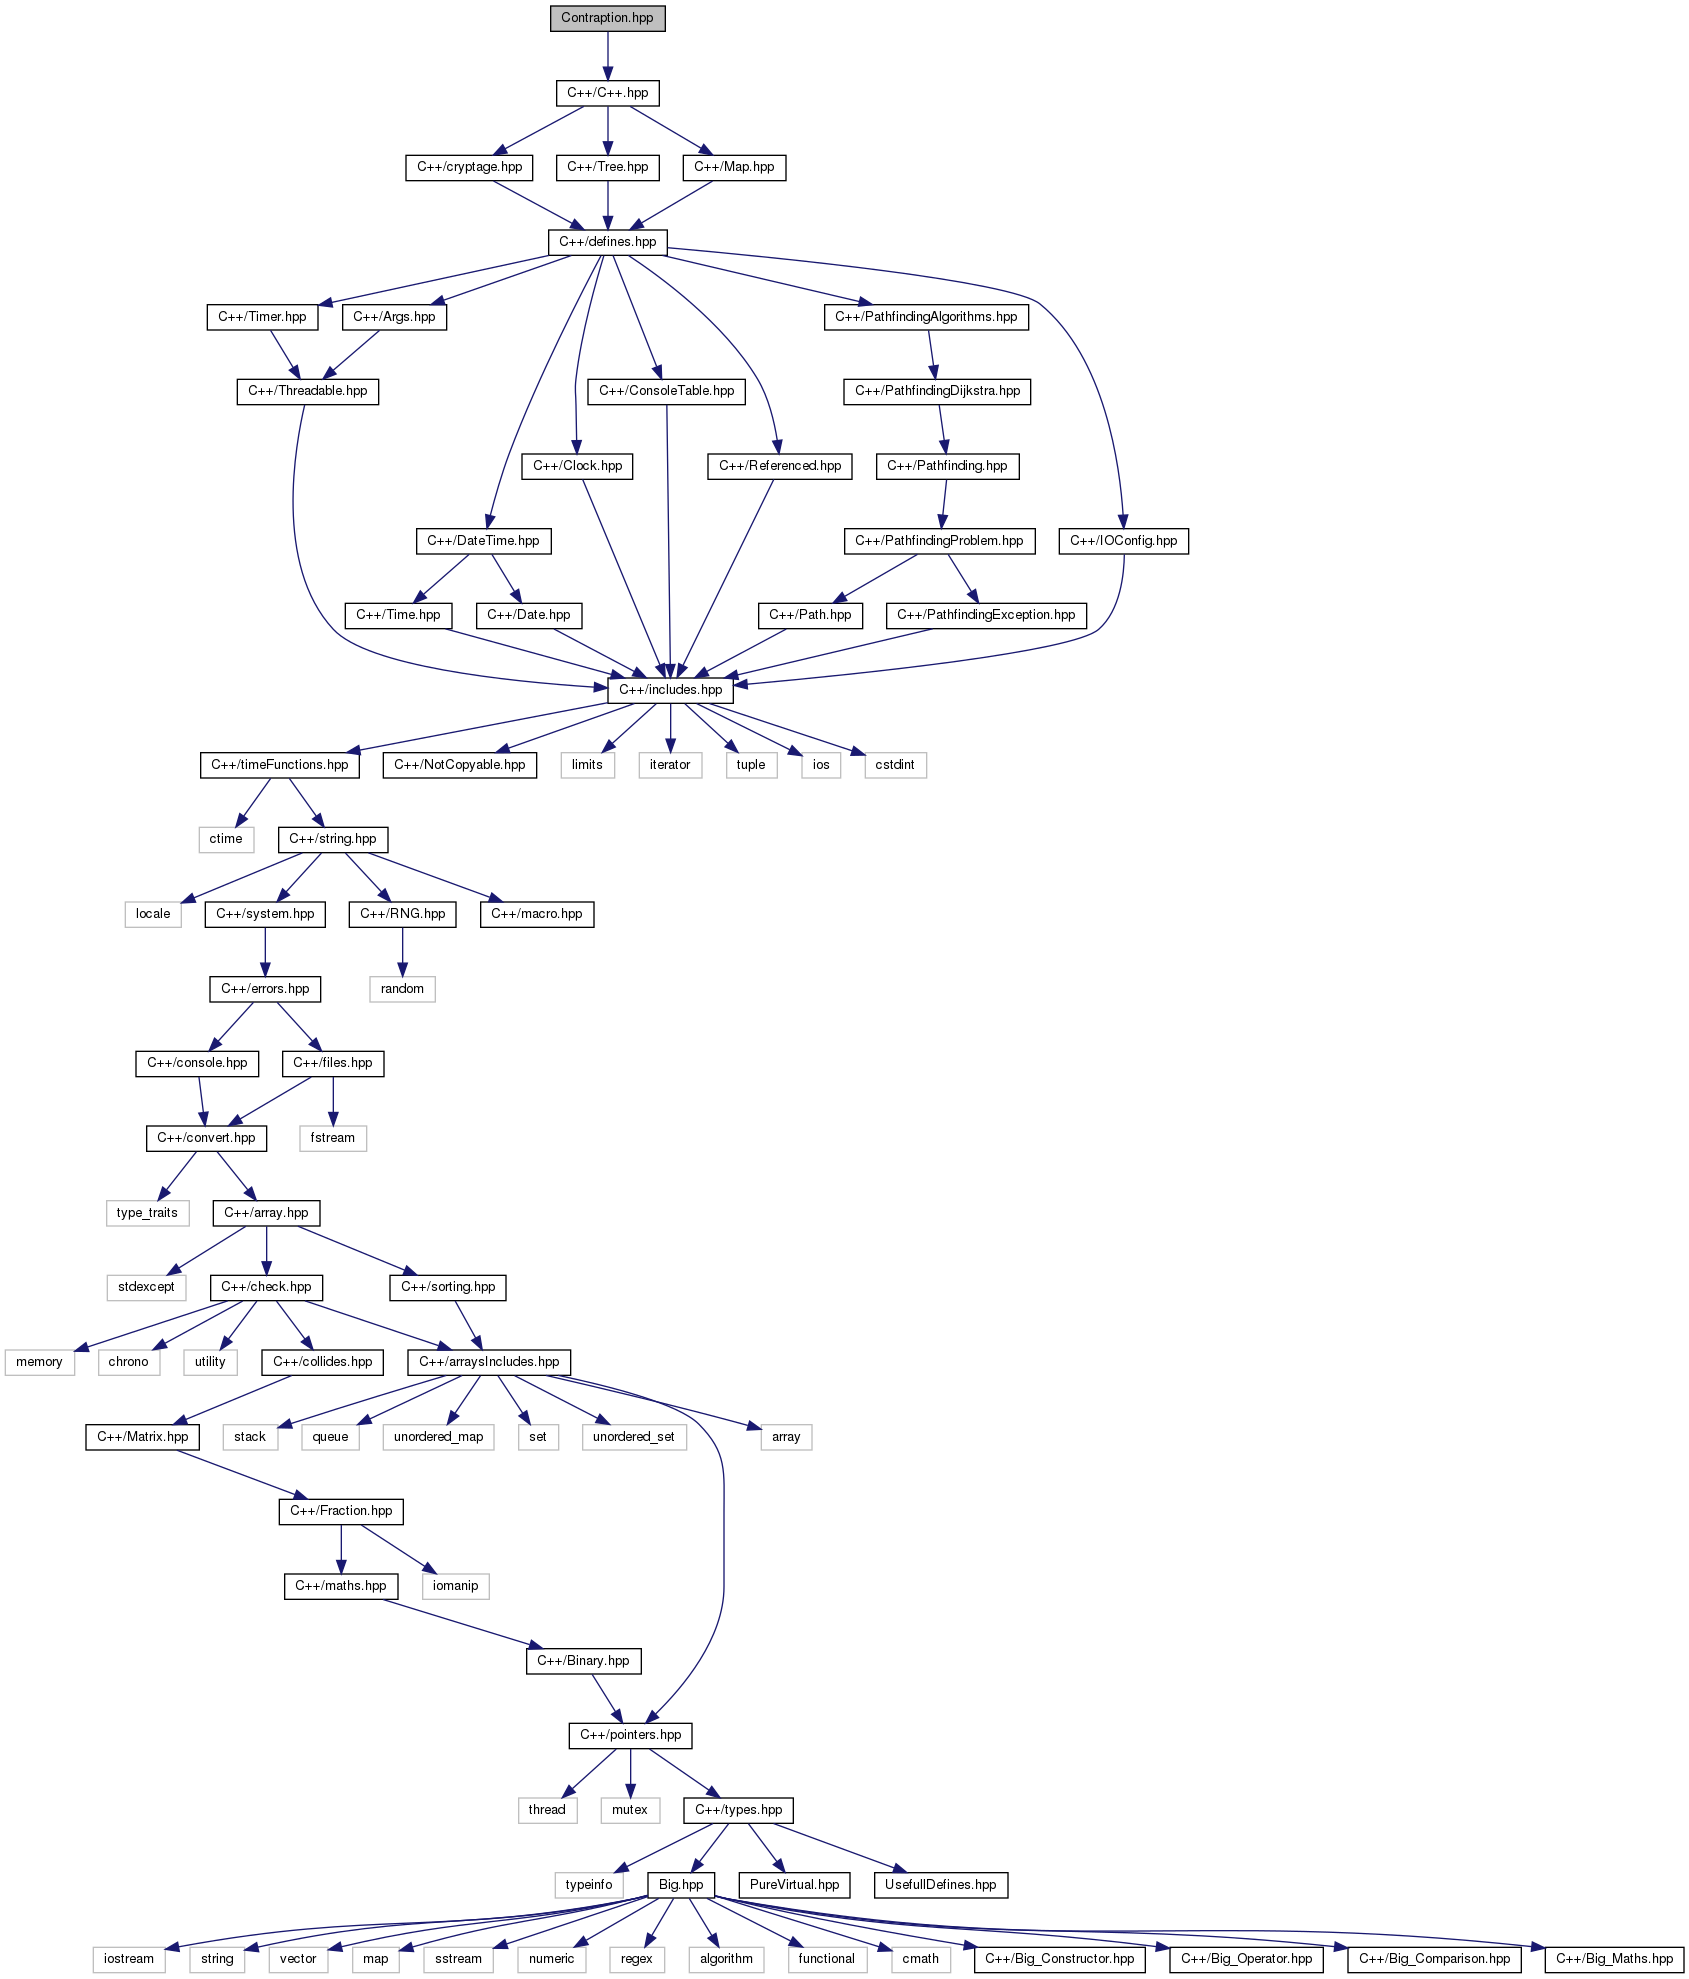 Contraption.hpp
C++/C++.hpp
C++/cryptage.hpp
C++/Tree.hpp
C++/Map.hpp
C++/defines.hpp
C++/Timer.hpp
C++/Args.hpp
C++/PathfindingAlgorithms.hpp
C++/Threadable.hpp
C++/ConsoleTable.hpp
C++/PathfindingDijkstra.hpp
C++/Clock.hpp
C++/Referenced.hpp
C++/Pathfinding.hpp
C++/DateTime.hpp
C++/PathfindingProblem.hpp
C++/IOConfig.hpp
C++/Time.hpp
C++/Date.hpp
C++/Path.hpp
C++/PathfindingException.hpp
C++/includes.hpp
C++/timeFunctions.hpp
C++/NotCopyable.hpp
limits
iterator
tuple
ios
cstdint
ctime
C++/string.hpp
locale
C++/system.hpp
C++/RNG.hpp
C++/macro.hpp
C++/errors.hpp
random
C++/console.hpp
C++/files.hpp
C++/convert.hpp
fstream
type_traits
C++/array.hpp
stdexcept
C++/check.hpp
C++/sorting.hpp
memory
chrono
utility
C++/collides.hpp
C++/arraysIncludes.hpp
C++/Matrix.hpp
stack
queue
unordered_map
set
unordered_set
array
C++/Fraction.hpp
C++/maths.hpp
iomanip
C++/Binary.hpp
C++/pointers.hpp
thread
mutex
C++/types.hpp
typeinfo
Big.hpp
PureVirtual.hpp
UsefullDefines.hpp
iostream
string
vector
map
sstream
numeric
regex
algorithm
functional
cmath
C++/Big_Constructor.hpp
C++/Big_Operator.hpp
C++/Big_Comparison.hpp
C++/Big_Maths.hpp